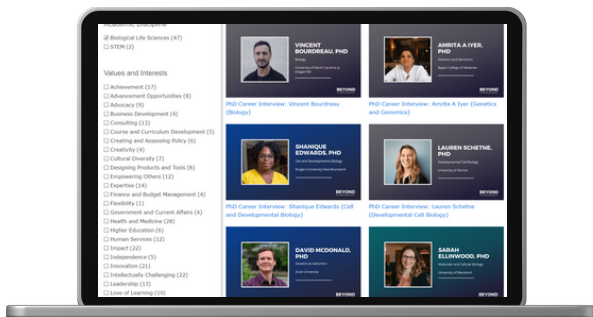 Academic Discipline
Biological Life Sciences (67)
STEM (2)
Values and Interests
Achievement (17)
Advancement Opportunities (8)
Advocacy (9)
Business Development (4)
Consulting (13)
Course and Curriculum Development (5)
Creating and Assessing Policy (6)
Creativity (4)
Cultural Diversity (7)
Designing Products and Tools (8)
Empowering Others (12)
Expertise (14)
Finance and Budget Management (4)
Flexibility (1)
Government and Current Affairs (4)
Health and Medicine (28)
Higher Education (6)
Human Services (12)
Impact (22)
Independence (5)
Innovation (21)
Intellectually Challenging (22)
Leadership (13)
Love of Learning (19)
VINCENT
BOURDREAU, PHD
Biology
University of North Carolina at
Chapel Hill
BEYOND
PhD Career Interview: Vincent Bourdreau
(Biology)
AMRITA A IYER,
PHD
Genetics and Genomics
Baylor College of Medicine
BEYOND
PhD Career Interview: Amrita A Iyer (Genetics
and Genomics)
SHANIQUE
EDWARDS, PHD
Cell and Developmental Biology
Rutgers University New Brunswick
BEYOND
PhD Career Interview: Shanique Edwards (Cell
and Developmental Biology)
LAUREN SCHETNE,
PHD
Developmental Cell Biology
University of Denver
BEYOND
PhD Career Interview: Lauren Schetne
(Developmental Cell Biology)
DAVID MCDONALD,
PHD
Genetics & Genomics
Duke University
BEYOND
SARAH
ELLINWOOD, PHD
Molecular and Cellular Biology
University of Maryland
BEYOND